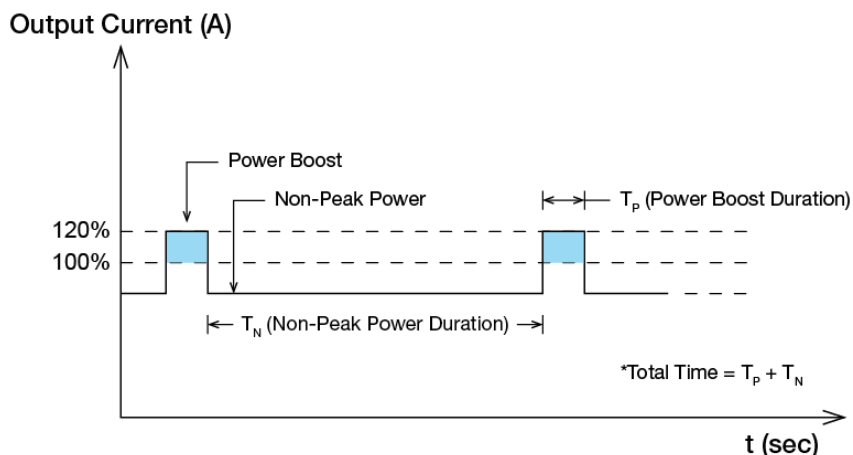 Output Current (A)
Power Boost
Non-Peak Power
T_P (Power Boost Duration)
120%
100%
T_N (Non-Peak Power Duration)
*Total Time = T_P + T_N
t (sec)